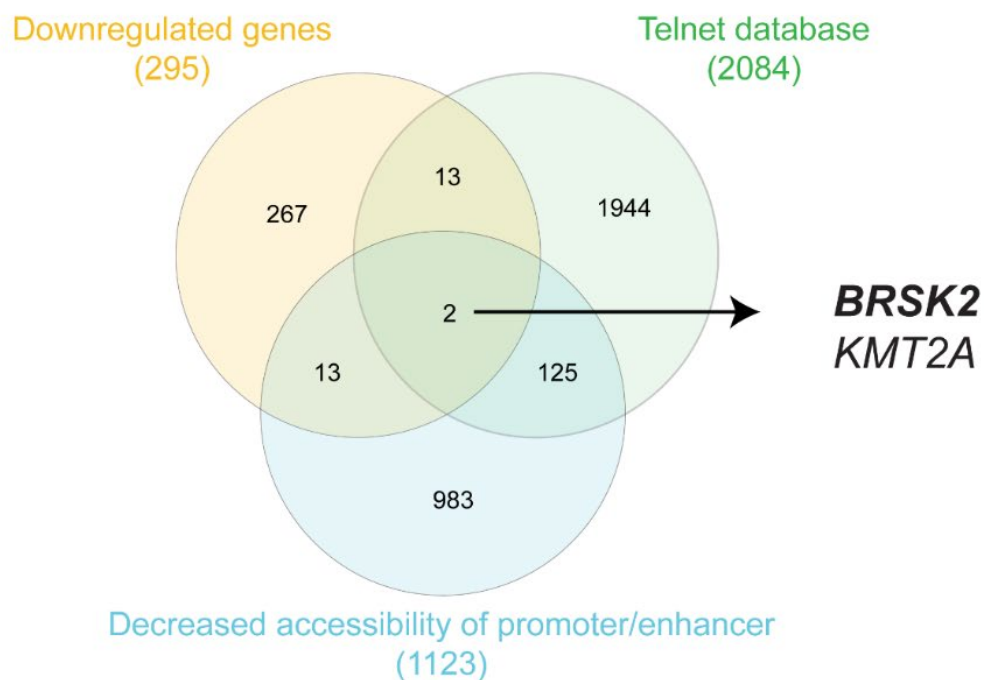 Downregulated genes
(295)
Telnet database
(2084)
13
267
1944
2
BRSK2
KMT2A
13
125
983
Decreased accessibility of promoter/enhancer
(1123)